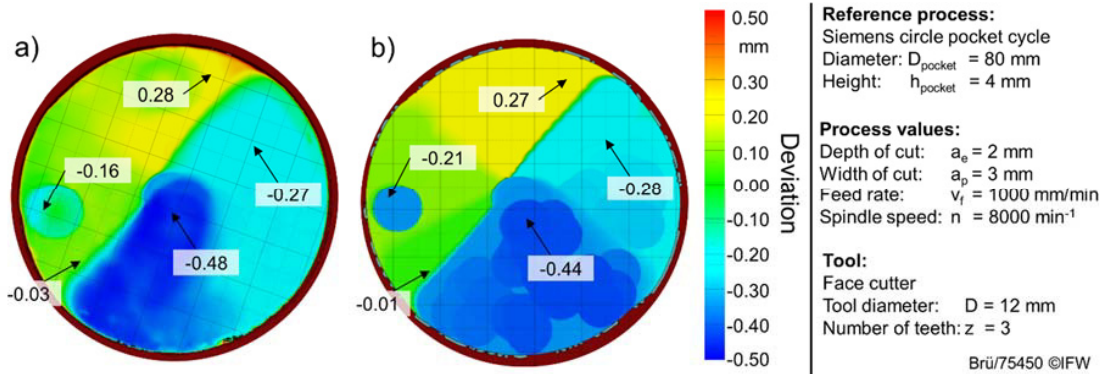 a)
0.28
-0.16
-0.27
-0.48
-0.03
b)
0.27
-0.21
-0.28
-0.44
-0.01
0.50
mm
0.30
0.20
0.10
0.00
-0.10
-0.20
-0.30
-0.40
-0.50
Deviation
Reference process:
Siemens circle pocket cycle
Diameter: Dpocket = 80 mm
Height: hpocket = 4 mm
Process values:
Depth of cut: ae = 2 mm
Width of cut: ap = 3 mm
Feed rate: vf = 1000 mm/min
Spindle speed: n = 8000 min-1
Tool:
Face cutter
Tool diameter: D = 12 mm
Number of teeth: z = 3
Brü/75450 ©IFW